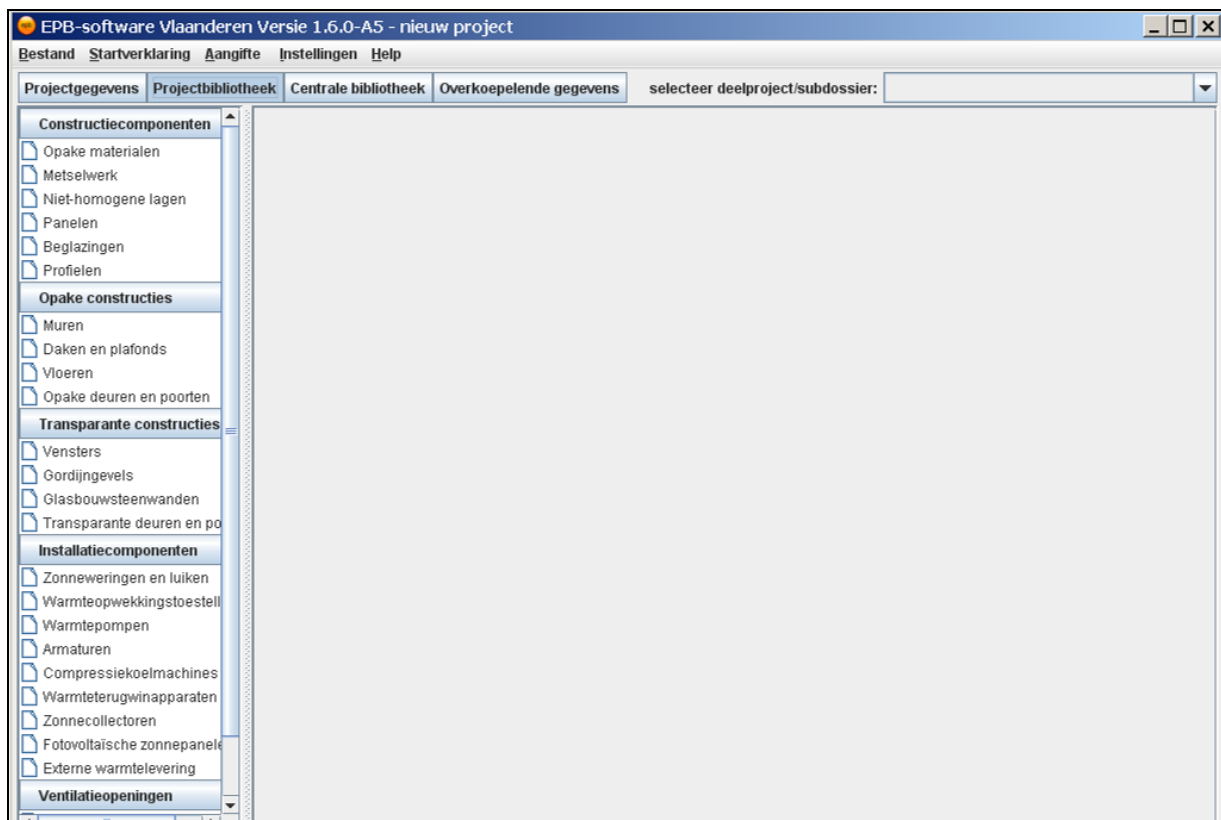 EPB-software Vlaanderen Versie 1.6.0-A5 - nieuw project
Bestand Startverklaring Aangifte Instellingen Help
Projectgegevens Projectbibliotheek Centrale bibliotheek Overkoepelende gegevens selecteer deelproject/subdossier:
Constructiecomponenten
Opake materialen
Metselwerk
Niet-homogene lagen
Panelen
Beglazingen
Profielen
Opake constructies
Muren
Daken en plafonds
Vloeren
Opake deuren en poorten
Transparante constructies
Vensters
Gordijngevels
Glasbouwsteenwanden
Transparante deuren en po
Installatiecomponenten
Zonneweringen en luiken
Warmteopwekkingstoestell
Warmtepompen
Armaturen
Compressiekoelmachines
Warmteterugwinapparaten
Zonnecollectoren
Fotovoltaïsche zonnepanele
Externe warmtelevering
Ventilatieopeningen